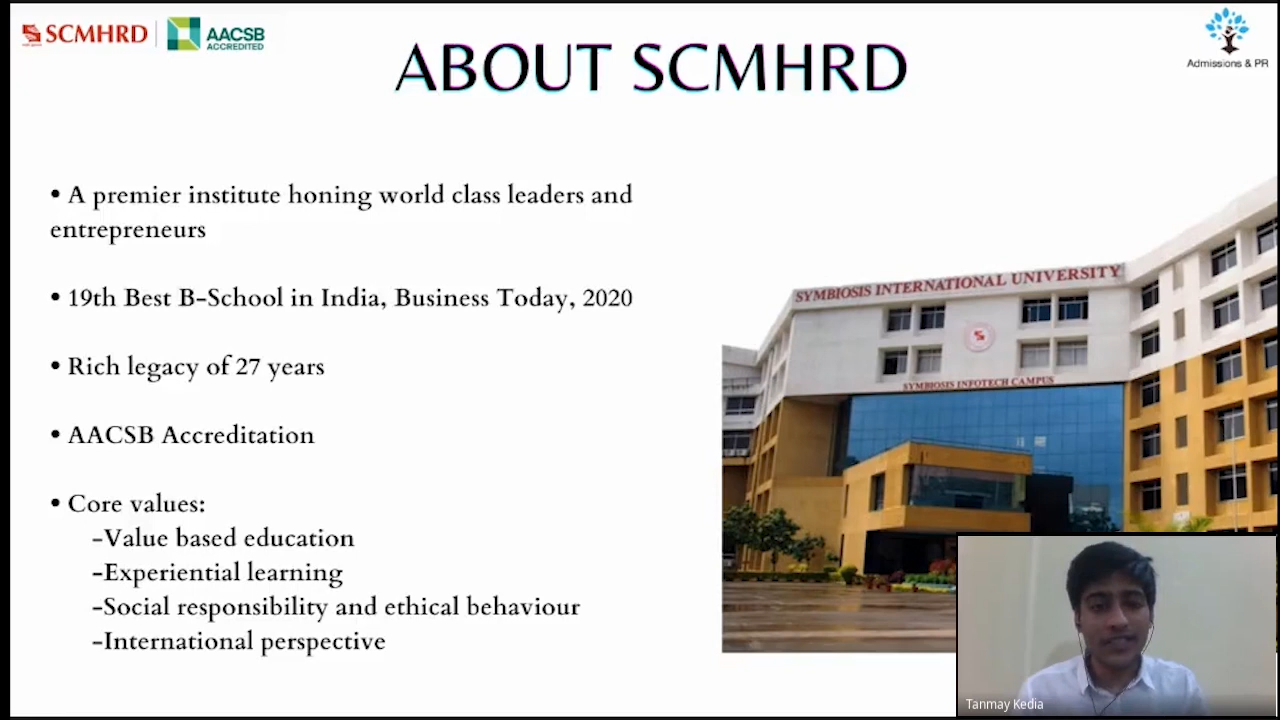 SCMHRD
AACSB
ACCREDITED
ABOUT SCMHRD
Admissions & PR
• A premier institute honing world class leaders and
entrepreneurs
• 19th Best B-School in India, Business Today, 2020
• Rich legacy of 27 years
• AACSB Accreditation
• Core values:
-Value based education
-Experiential learning
-Social responsibility and ethical behaviour
-International perspective
SYMBIOSIS INTERNATIONAL UNIVERSITY
SYMBIOSIS INFOTECH CAMPUS
Tanmay Kedia